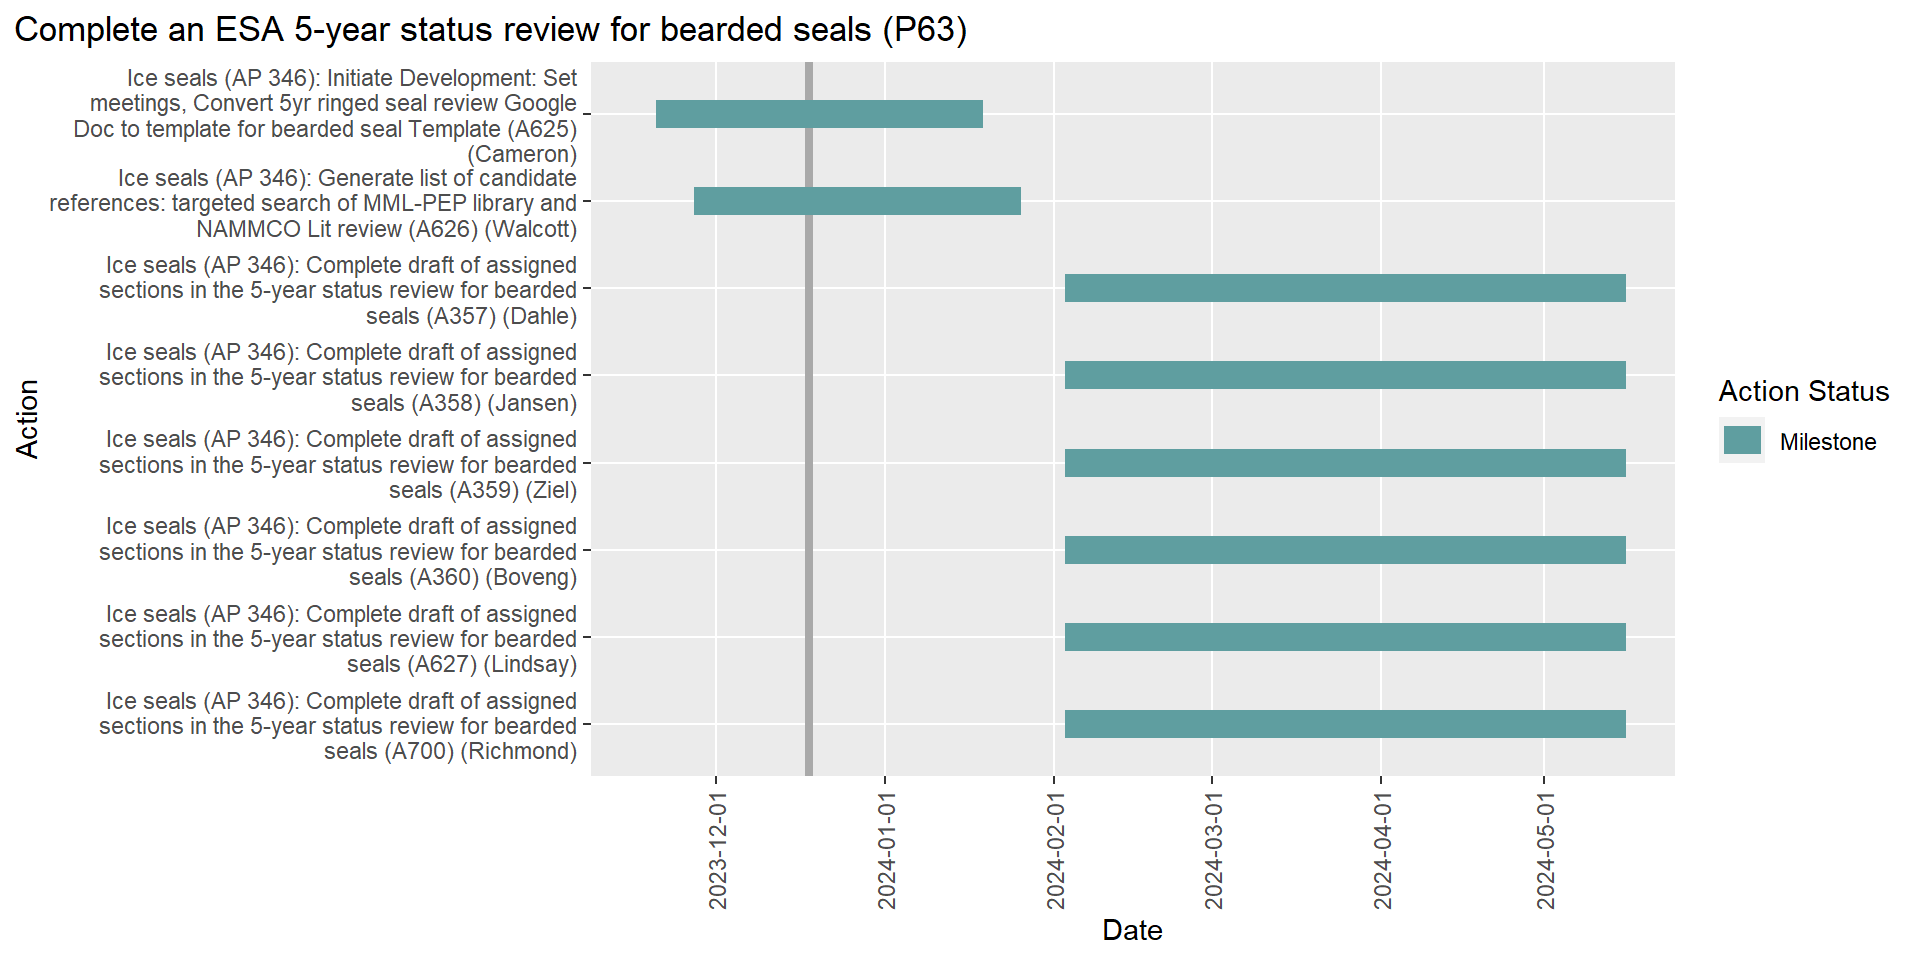 Complete an ESA 5-year status review for bearded seals (P63)
Ice seals (AP 346): Initiate Development: Set
meetings, Convert 5yr ringed seal review Google
Doc to template for bearded seal Template (A625)
(Cameron)
Ice seals (AP 346): Generate list of candidate
references: targeted search of MML-PEP library and
NAMMCO Lit review (A626) (Walcott)
Ice seals (AP 346): Complete draft of assigned
sections in the 5-year status review for bearded
seals (A357) (Dahle)
Ice seals (AP 346): Complete draft of assigned
sections in the 5-year status review for bearded
seals (A358) (Jansen)
Ice seals (AP 346): Complete draft of assigned
sections in the 5-year status review for bearded
seals (A359) (Ziel)
Ice seals (AP 346): Complete draft of assigned
sections in the 5-year status review for bearded
seals (A360) (Boveng)
Ice seals (AP 346): Complete draft of assigned
sections in the 5-year status review for bearded
seals (A627) (Lindsay)
Ice seals (AP 346): Complete draft of assigned
sections in the 5-year status review for bearded
seals (A700) (Richmond)
Action
2023-12-01
2024-01-01
2024-02-01
2024-03-01
2024-04-01
2024-05-01
Date
Action Status
Milestone